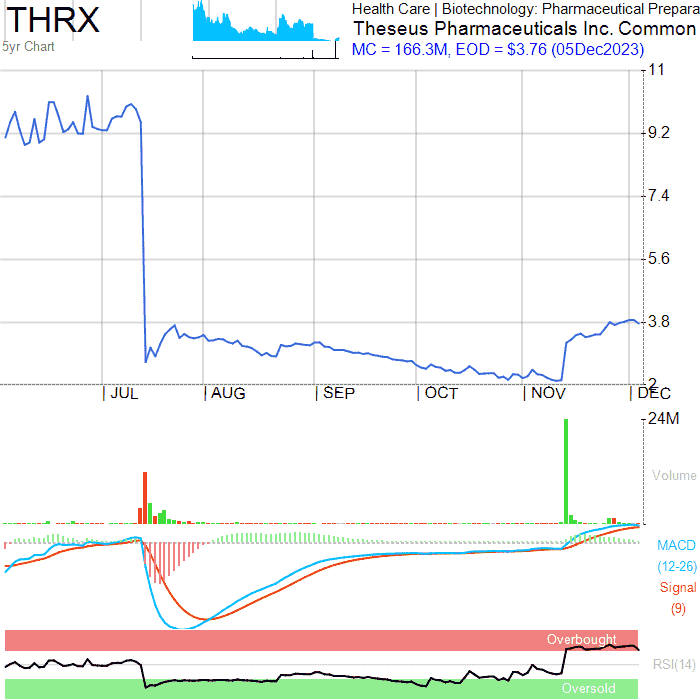 THRX
5yr Chart
Health Care | Biotechnology: Pharmaceutical Prepara
Theseus Pharmaceuticals Inc. Common
MC = 166.3M, EOD = $3.76 (05Dec2023)
11
9.2
7.4
5.6
3.8
2
JUL AUG SEP OCT NOV DEC
24M
Volume
MACD
(12-26)
Signal
(9)
Overbought
RSI(14)
Oversold